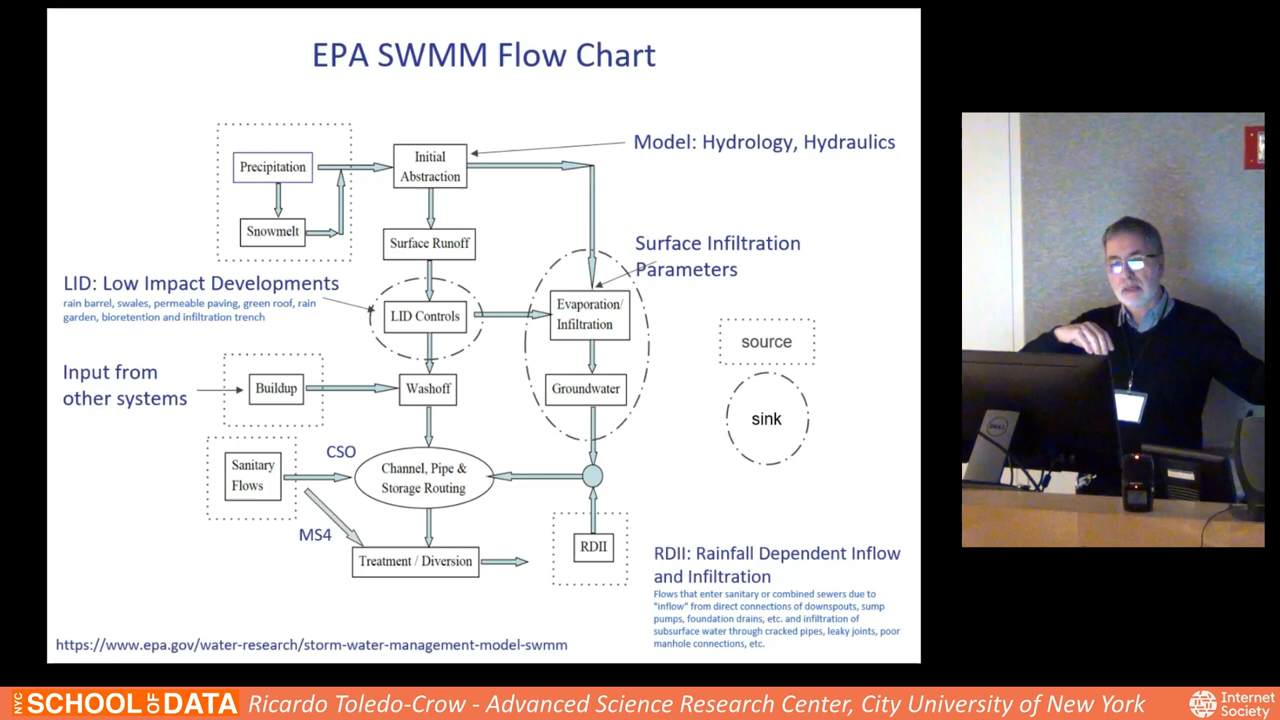 EPA SWMM Flow Chart
Model: Hydrology, Hydraulics
Precipitation
Initial
Abstraction
Snowmelt
Surface Runoff
Surface Infiltration
Parameters
LID: Low Impact Developments
rain barrel, swales, permeable paving, green roof, rain
garden, bioretention and infiltration trench
LID Controls
Evaporation/
Infiltration
source
Input from
other systems
Buildup
Washoff
Groundwater
sink
CSO
Sanitary
Flows
Channel, Pipe &
Storage Routing
MS4
Treatment / Diversion
RDII
RDII: Rainfall Dependent Inflow
and Infiltration
Flows that enter sanitary or combined sewers due to
"inflow" from direct connections of downspouts, sump
pumps, foundation drains, etc. and infiltration of
subsurface water through cracked pipes, leaky joints, poor
manhole connections, etc.
https://www.epa.gov/water-research/storm-water-management-model-swmm
DELL
NYC SCHOOL OF DATA
Ricardo Toledo-Crow - Advanced Science Research Center, City University of New York
Internet
Society